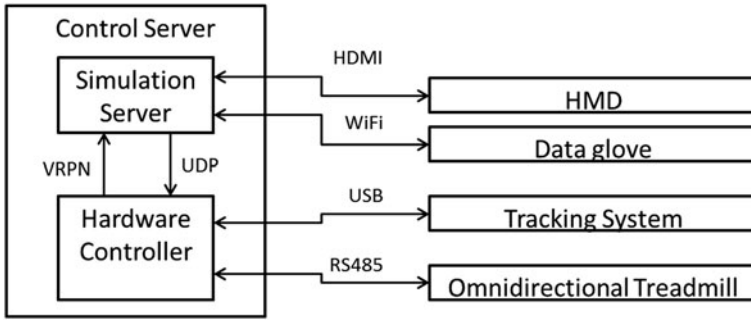 Control Server
Simulation
Server
VRPN
UDP
Hardware
Controller
HDMI
HMD
WiFi
Data glove
USB
Tracking System
RS485
Omnidirectional Treadmill